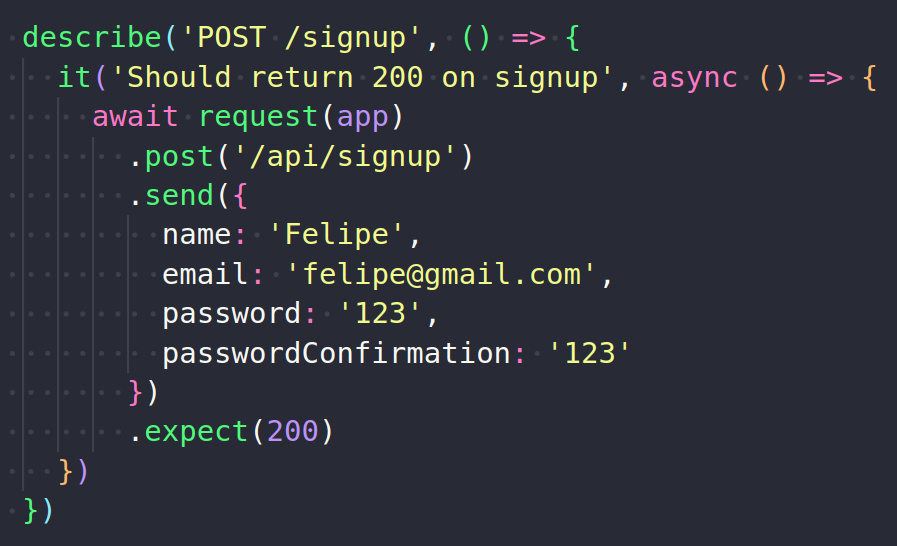 describe('POST /signup', () => {
  it('Should return 200 on signup', async () => {
    await request(app)
      .post('/api/signup')
      .send({
        name: 'Felipe',
        email: 'felipe@gmail.com',
        password: '123',
        passwordConfirmation: '123'
      })
      .expect(200)
  })
})